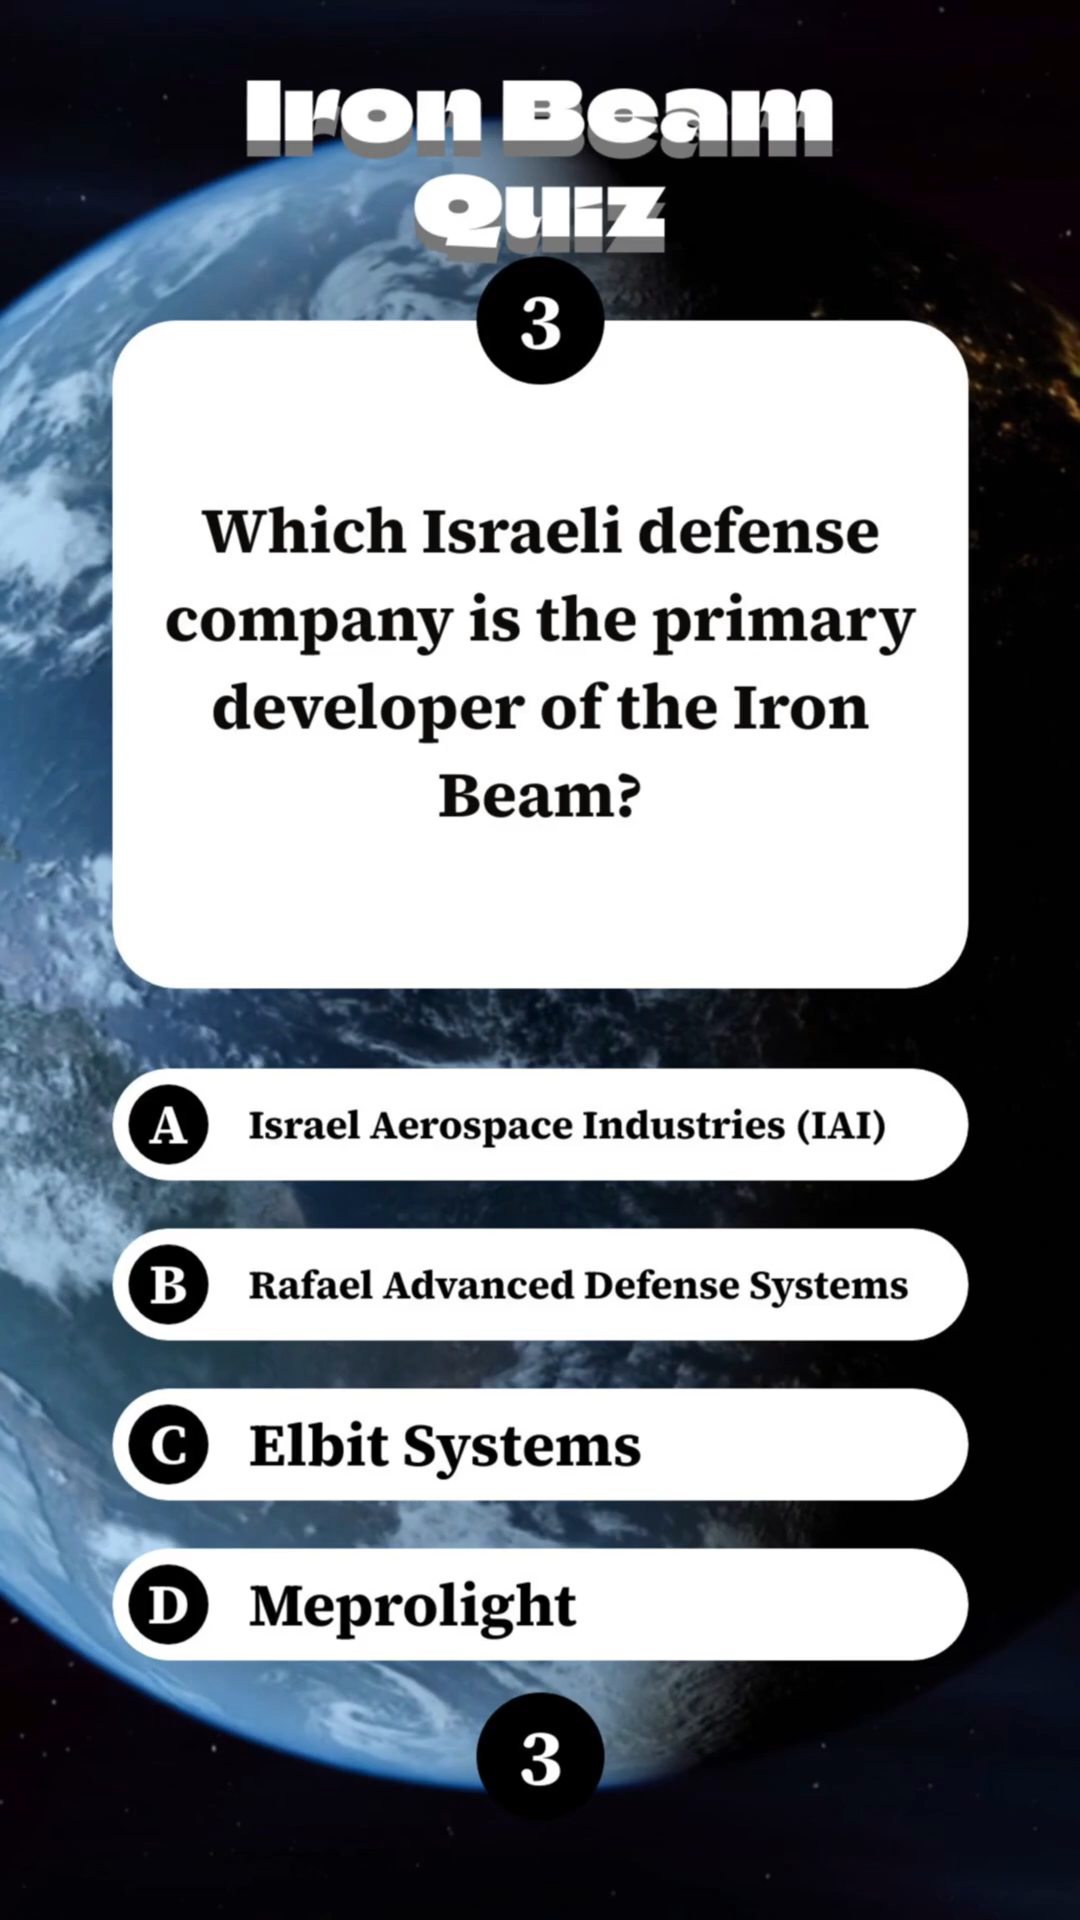 Iron Beam
Quiz
3
Which Israeli defense
company is the primary
developer of the Iron
Beam?
A Israel Aerospace Industries (IAI)
B Rafael Advanced Defense Systems
C Elbit Systems
D Meprolight
3